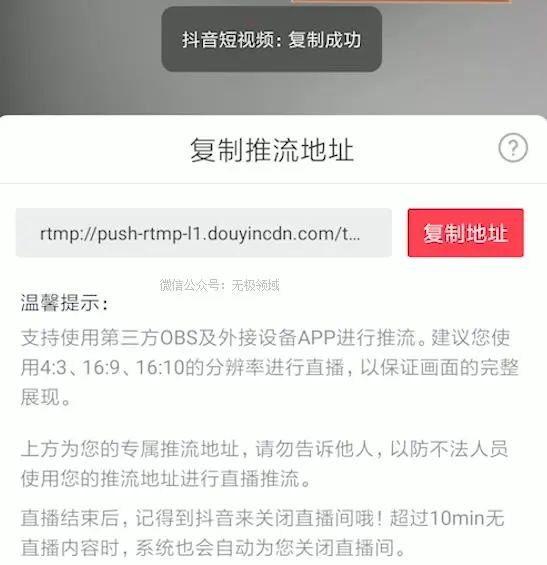 抖音短视频：复制成功
复制推流地址
?
rtmp://push-rtmp-l1.douyincdn.com/t...
复制地址
微信公众号：无极领域
温馨提示：
支持使用第三方OBS及外接设备APP进行推流。建议您使
用4:3、16:9、16:10的分辨率进行直播，以保证画面的完整
展现。
上方为您的专属推流地址，请勿告诉他人，以防不法人员
使用您的推流地址进行直播推流。
直播结束后，记得到抖音来关闭直播间哦！超过10min无
直播内容时，系统也会自动为您关闭直播间。